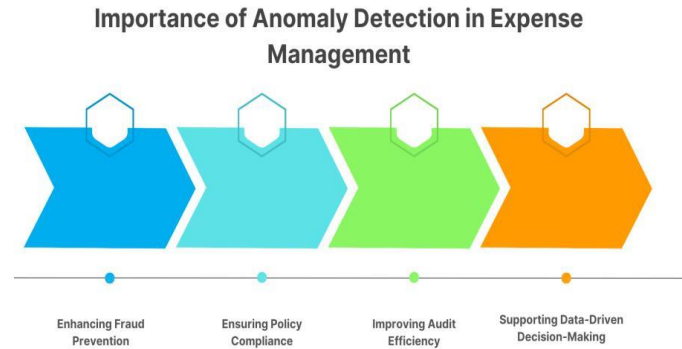 Importance of Anomaly Detection in Expense
Management
Enhancing Fraud
Prevention
Ensuring Policy
Compliance
Improving Audit
Efficiency
Supporting Data-Driven
Decision-Making